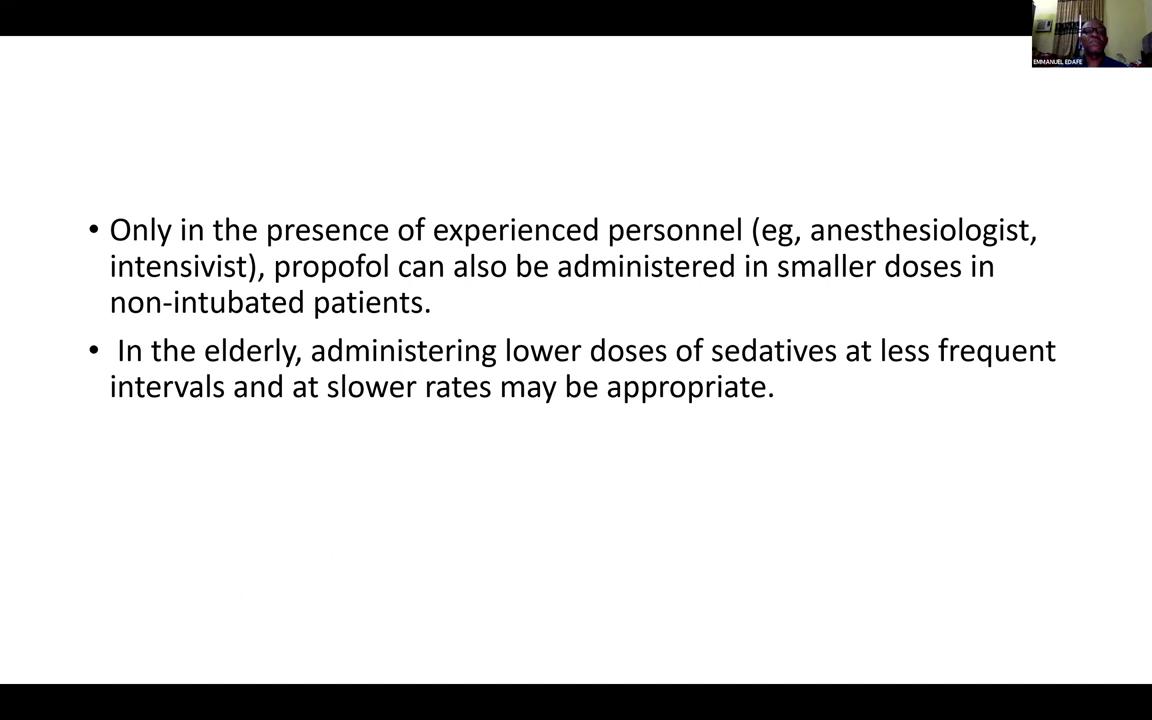 EMMANUEL EDAFE
• Only in the presence of experienced personnel (eg, anesthesiologist,
intensivist), propofol can also be administered in smaller doses in
non-intubated patients.
• In the elderly, administering lower doses of sedatives at less frequent
intervals and at slower rates may be appropriate.